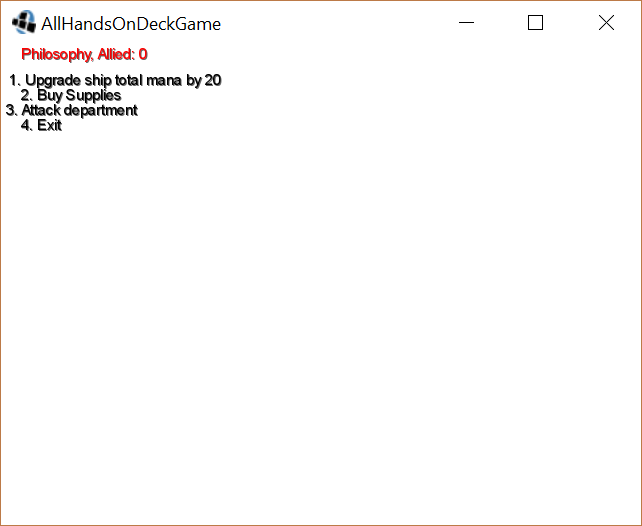 AllHandsOnDeckGame
Philosophy, Allied: 0
1. Upgrade ship total mana by 20
2. Buy Supplies
3. Attack department
4. Exit